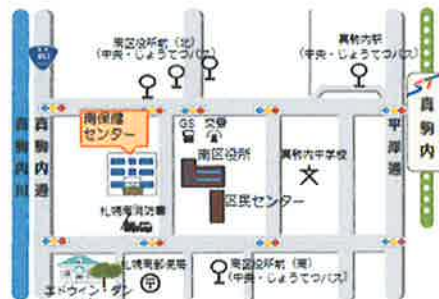 南区役所前（北）
（中央・じょうてつバス）
真駒内駅
（中央・じょうてつバス）
南保健
センター
GS
交番
南区役所
真駒内中学校
区民センター
札幌南消防署
真駒内川
真駒内通
平岸通
真駒内
エドウィン・ダン
札幌南郵便局
南区役所前（南）
（中央・じょうてつバス）